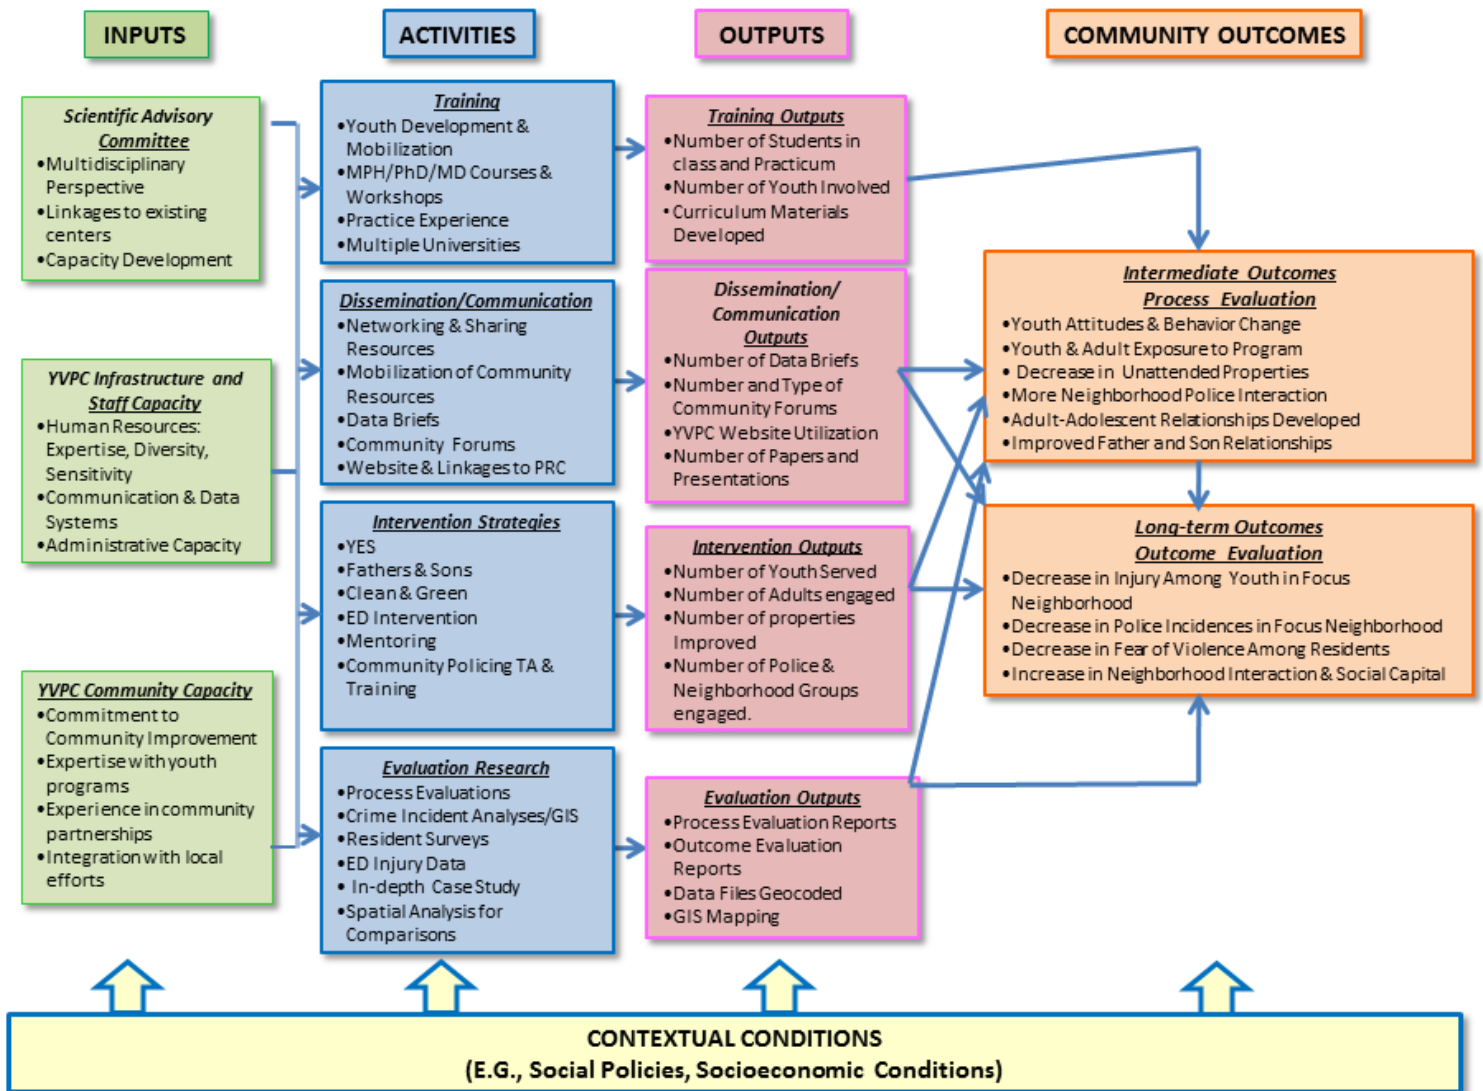 INPUTS
ACTIVITIES
OUTPUTS
COMMUNITY OUTCOMES
Scientific Advisory
Committee
•Multidisciplinary
Perspective
•Linkages to existing
centers
•Capacity Development
YVPC Infrastructure and
Staff Capacity
•Human Resources:
Expertise, Diversity,
Sensitivity
•Communication & Data
Systems
•Administrative Capacity
YVPC Community Capacity
•Commitment to
Community Improvement
•Expertise with youth
programs
•Experience in community
partnerships
•Integration with local
efforts
Training
•Youth Development &
Mobilization
•MPH/PhD/MD Courses &
Workshops
•Practice Experience
•Multiple Universities
Dissemination/Communication
•Networking & Sharing
Resources
•Mobilization of Community
Resources
•Data Briefs
•Community Forums
•Website & Linkages to PRC
Intervention Strategies
•YES
•Fathers & Sons
•Clean & Green
•ED Intervention
•Mentoring
•Community Policing TA &
Training
Evaluation Research
•Process Evaluations
•Crime Incident Analyses/GIS
•Resident Surveys
•ED Injury Data
• In-depth Case Study
•Spatial Analysis for
Comparisons
Training Outputs
•Number of Students in
class and Practicum
•Number of Youth Involved
• Curriculum Materials
Developed
Dissemination/
Communication
Outputs
•Number of Data Briefs
•Number and Type of
Community Forums
•YVPC Website Utilization
•Number of Papers and
Presentations
Intervention Outputs
•Number of Youth Served
•Number of Adults engaged
•Number of properties
Improved
•Number of Police &
Neighborhood Groups
engaged.
Evaluation Outputs
•Process Evaluation Reports
•Outcome Evaluation
Reports
•Data Files Geocoded
•GIS Mapping
Intermediate Outcomes
Process Evaluation
•Youth Attitudes & Behavior Change
•Youth & Adult Exposure to Program
• Decrease in Unattended Properties
•More Neighborhood Police Interaction
•Adult-Adolescent Relationships Developed
•Improved Father and Son Relationships
Long-term Outcomes
Outcome Evaluation
•Decrease in Injury Among Youth in Focus
Neighborhood
•Decrease in Police Incidences in Focus Neighborhood
•Decrease in Fear of Violence Among Residents
•Increase in Neighborhood Interaction & Social Capital
CONTEXTUAL CONDITIONS
(E.G., Social Policies, Socioeconomic Conditions)